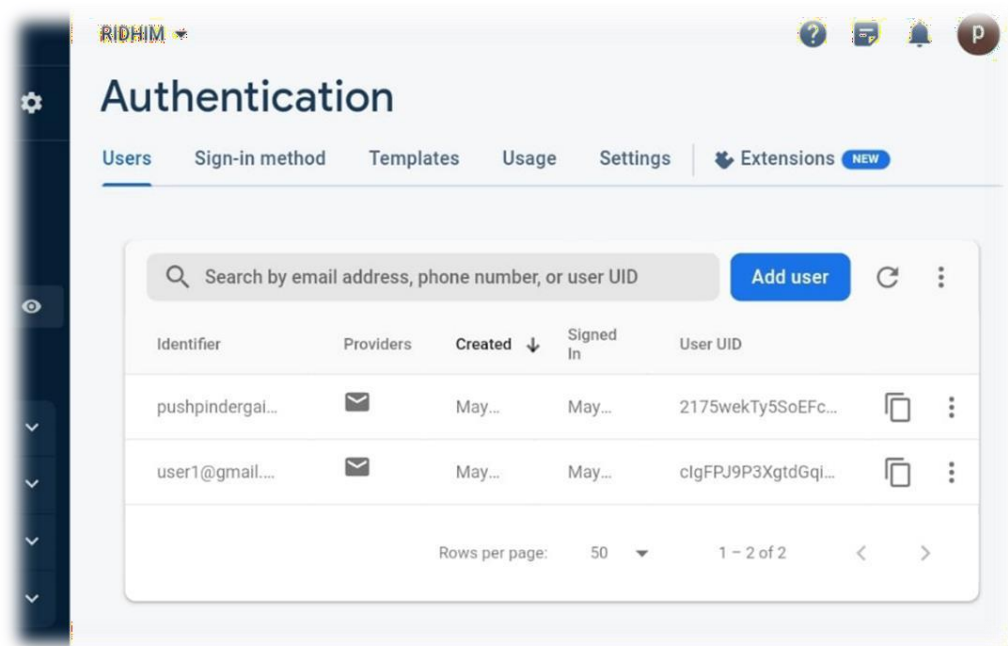 RIDHIM
p
Authentication
Users Sign-in method Templates Usage Settings Extensions NEW
Search by email address, phone number, or user UID Add user
Identifier Providers Created Signed In User UID
pushpindergai... May... May... 2175wekTy5SoEFc...
user1@gmail.... May... May... cIgFPJ9P3XgtdGqi...
Rows per page: 50 1 – 2 of 2